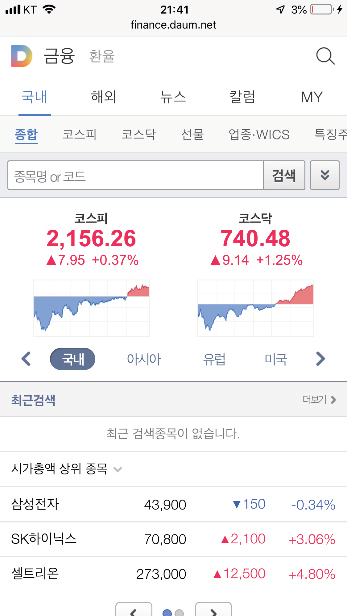 KT 21:41 3%
finance.daum.net
금융 환율
국내 해외 뉴스 칼럼 MY
종합 코스피 코스닥 선물 업종·WICS 특징주
종목명 or 코드 검색
코스피 코스닥
2,156.26 740.48
▲7.95 +0.37% ▲9.14 +1.25%
국내 아시아 유럽 미국
최근검색 더보기
최근 검색종목이 없습니다.
시가총액 상위 종목
삼성전자 43,900 ▼150 -0.34%
SK하이닉스 70,800 ▲2,100 +3.06%
셀트리온 273,000 ▲12,500 +4.80%